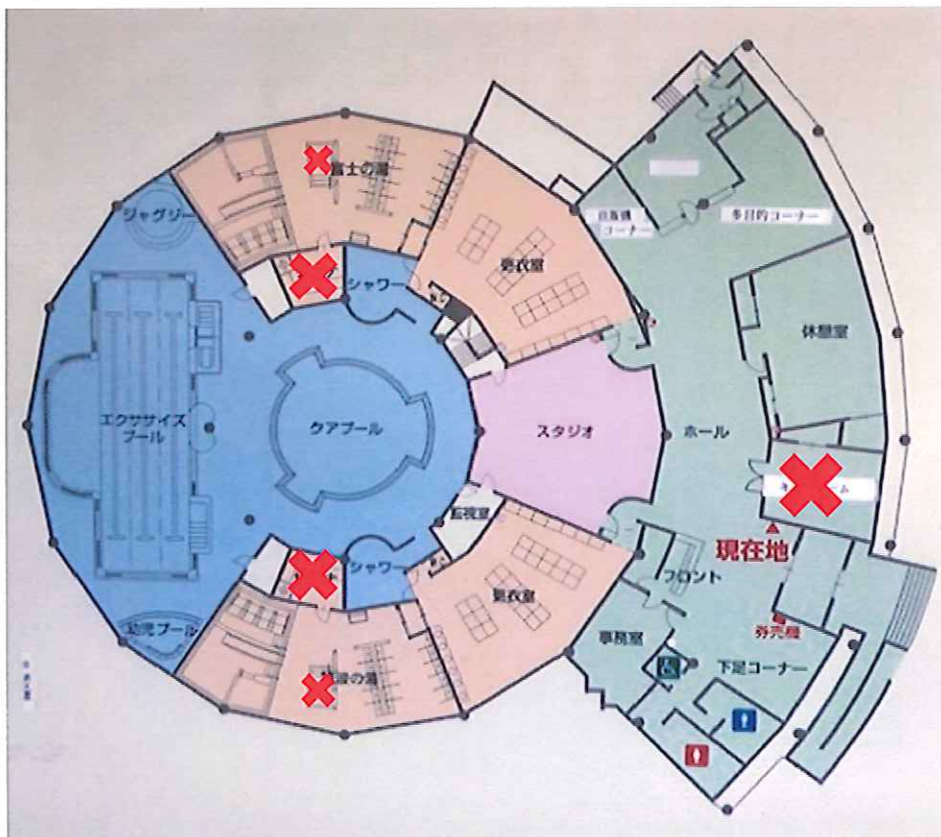 ジャグジー
富士の湯
自販機
コーナー
多目的コーナー
更衣室
シャワー
休憩室
エクササイズ
プール
クアプール
スタジオ
ホール
監視室
現在地
シャワー
フロント
更衣室
券売機
幼児プール
事務室
下足コーナー
の湯